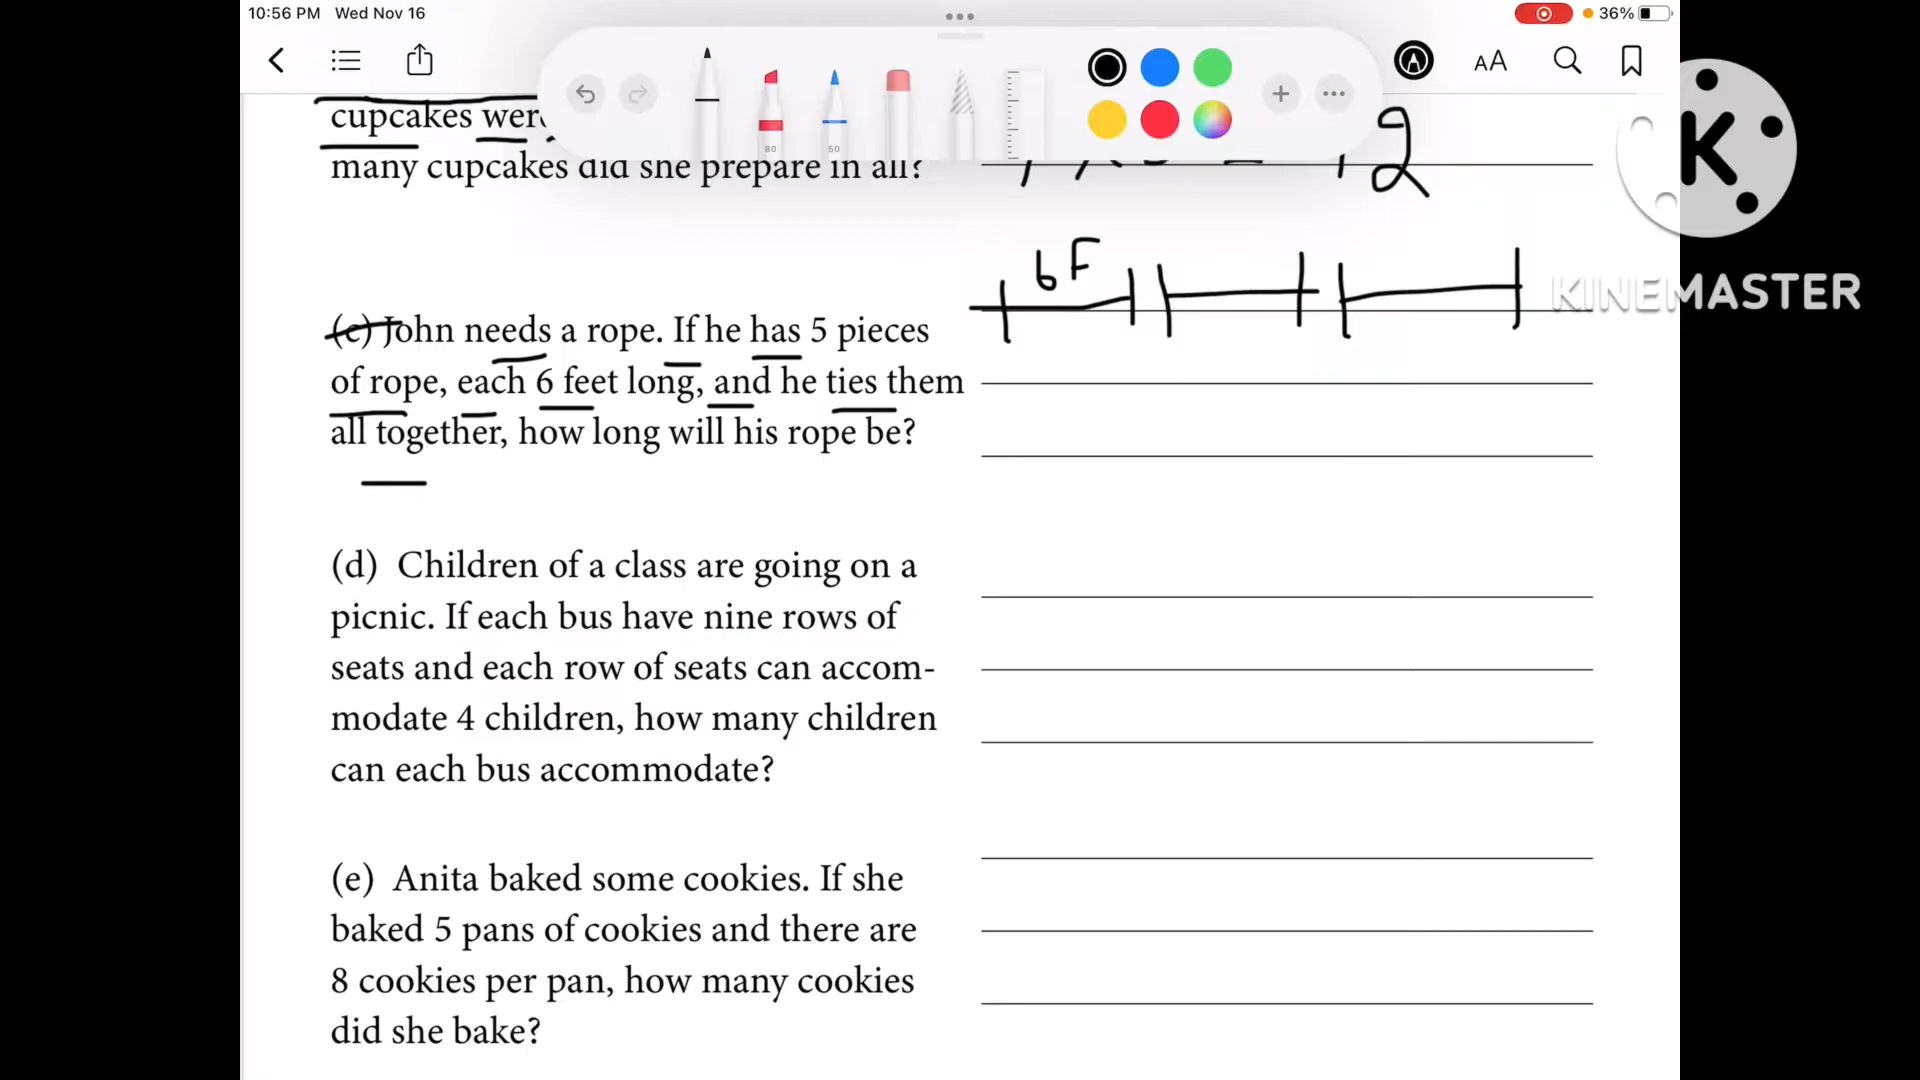 10:56 PM Wed Nov 16
36%
AA
80
50
cupcakes were
many cupcakes did she prepare in all?
2
K
KINEMASTER
6 F
(c) John needs a rope. If he has 5 pieces
of rope, each 6 feet long, and he ties them
all together, how long will his rope be?
(d) Children of a class are going on a
picnic. If each bus have nine rows of
seats and each row of seats can accom-
modate 4 children, how many children
can each bus accommodate?
(e) Anita baked some cookies. If she
baked 5 pans of cookies and there are
8 cookies per pan, how many cookies
did she bake?